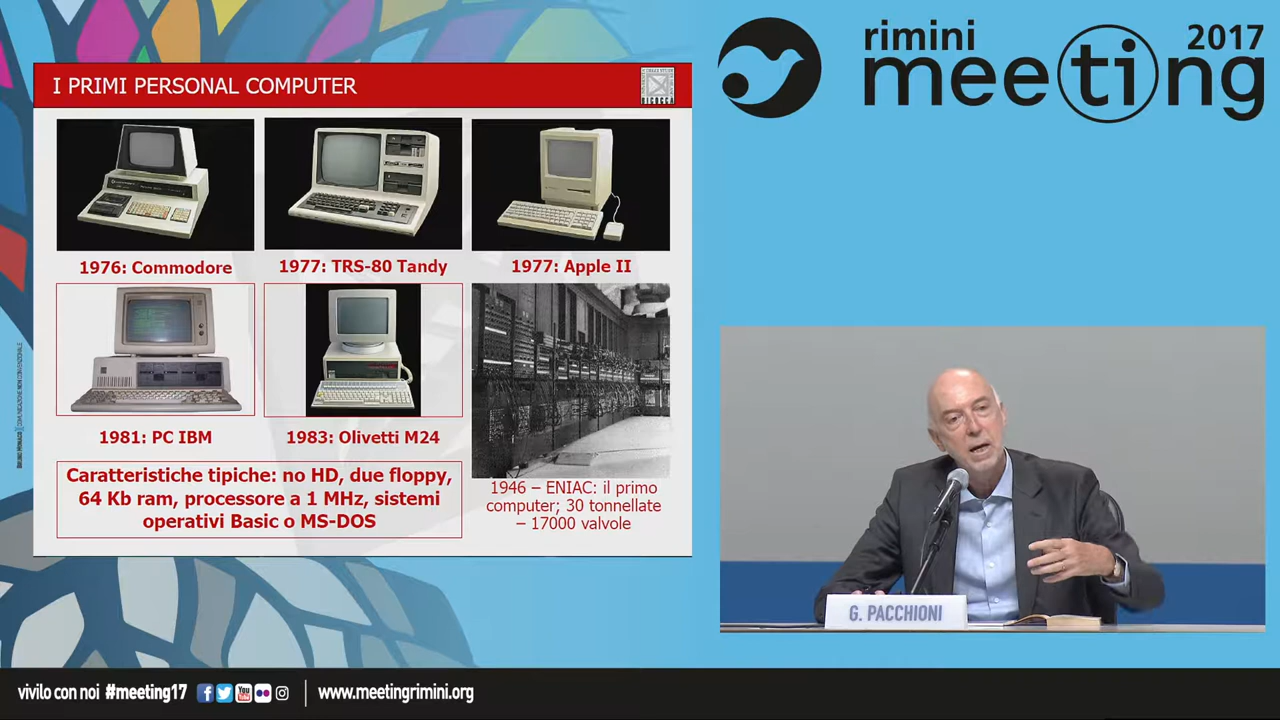 rimini 2017
meeting
I PRIMI PERSONAL COMPUTER
BICOCCA
1976: Commodore
1977: TRS-80 Tandy
1977: Apple II
1981: PC IBM
1983: Olivetti M24
Caratteristiche tipiche: no HD, due floppy,
64 Kb ram, processore a 1 MHz, sistemi
operativi Basic o MS-DOS
1946 – ENIAC: il primo
computer; 30 tonnellate
– 17000 valvole
G. PACCHIONI
vivilo con noi #meeting17
www.meetingrimini.org